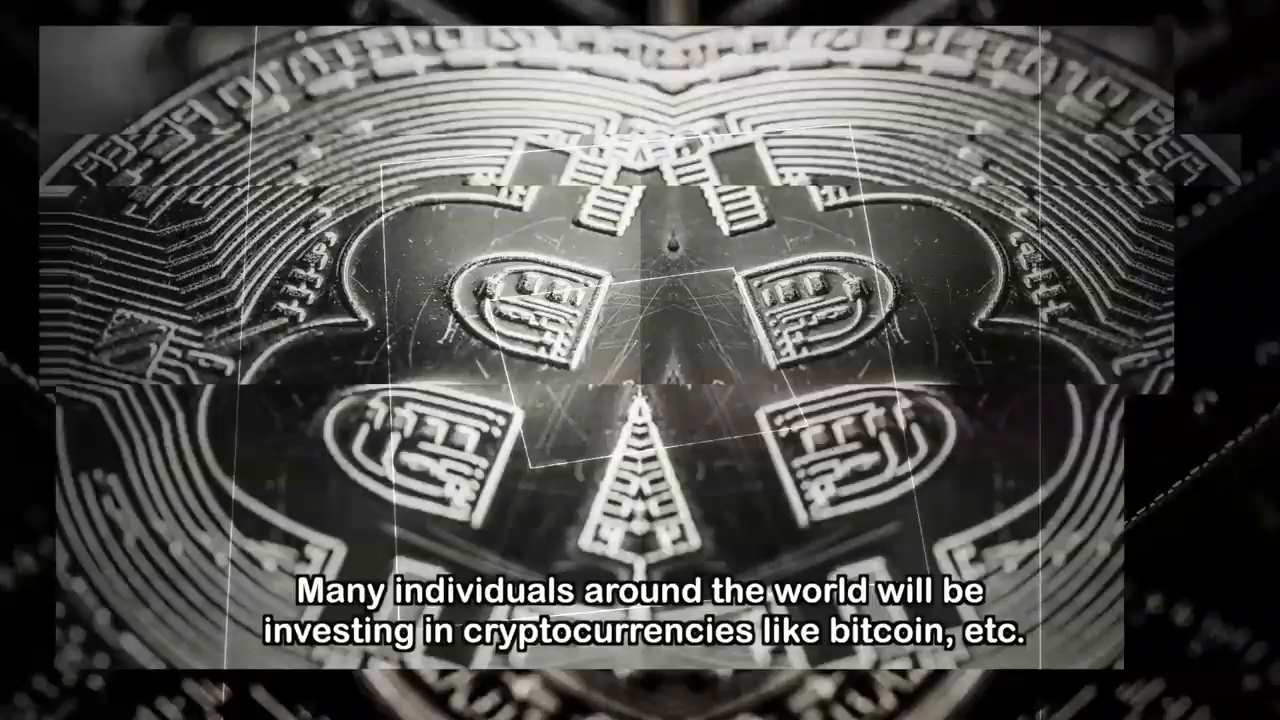 Many individuals around the world will be
investing in cryptocurrencies like bitcoin, etc.